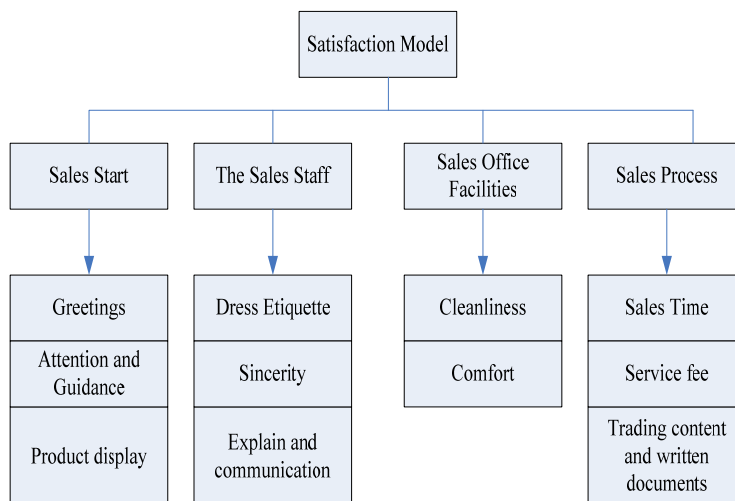 Satisfaction Model
Sales Start
The Sales Staff
Sales Office
Facilities
Sales Process
Greetings
Attention and
Guidance
Product display
Dress Etiquette
Sincerity
Explain and
communication
Cleanliness
Comfort
Sales Time
Service fee
Trading content
and written
documents